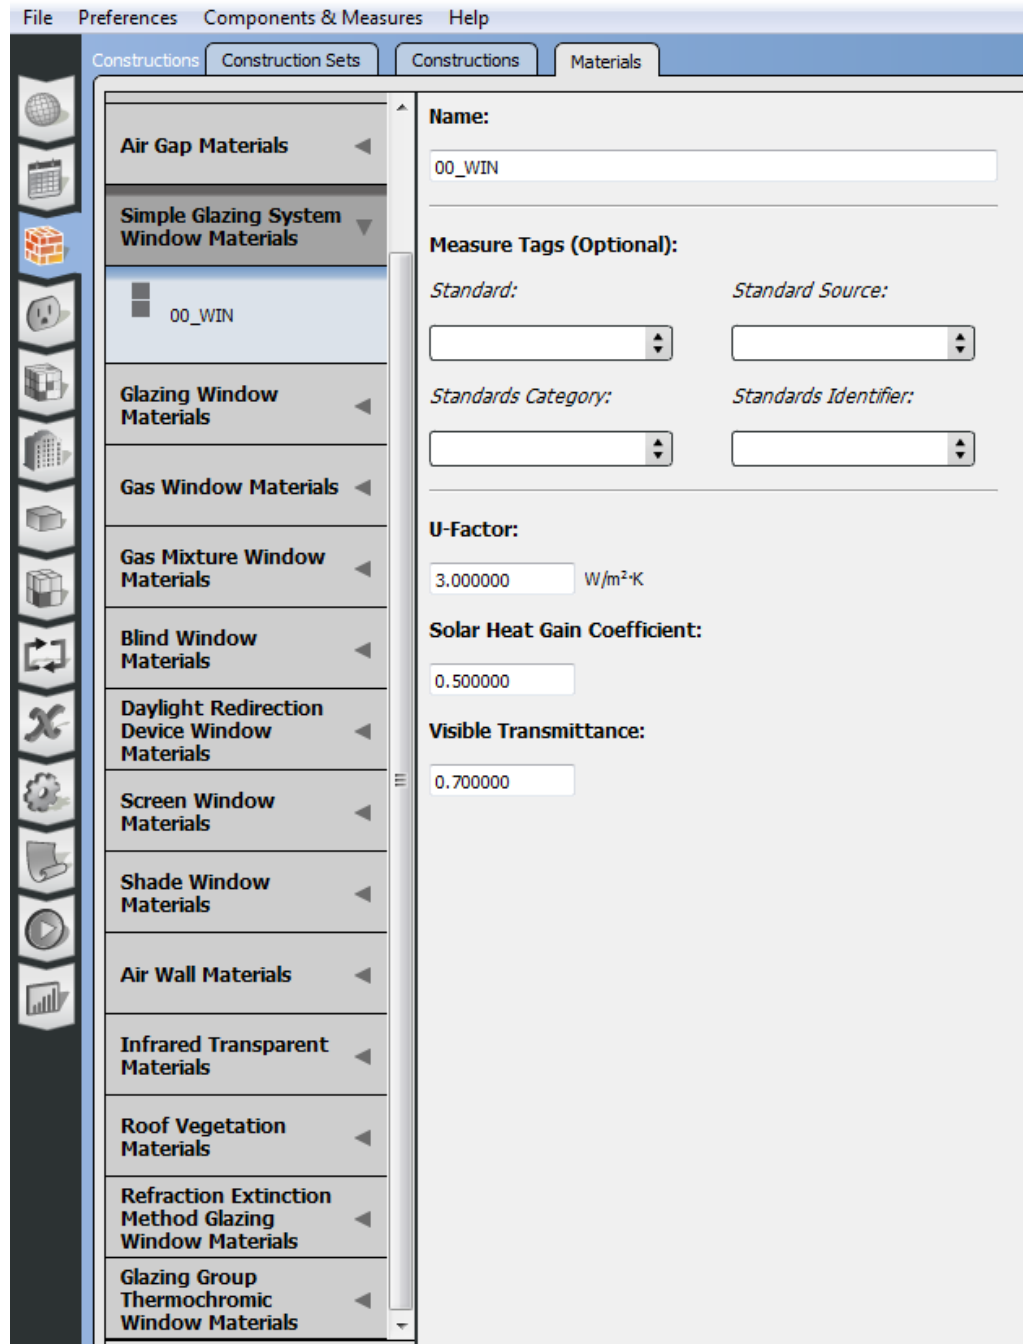 File Preferences Components & Measures Help
Constructions Construction Sets Constructions Materials
Air Gap Materials
Simple Glazing System
Window Materials
00_WIN
Glazing Window
Materials
Gas Window Materials
Gas Mixture Window
Materials
Blind Window
Materials
Daylight Redirection
Device Window
Materials
Screen Window
Materials
Shade Window
Materials
Air Wall Materials
Infrared Transparent
Materials
Roof Vegetation
Materials
Refraction Extinction
Method Glazing
Window Materials
Glazing Group
Thermochromic
Window Materials
Name:
00_WIN
Measure Tags (Optional):
Standard: Standard Source:
Standards Category: Standards Identifier:
U-Factor:
3.000000 W/m²·K
Solar Heat Gain Coefficient:
0.500000
Visible Transmittance:
0.700000